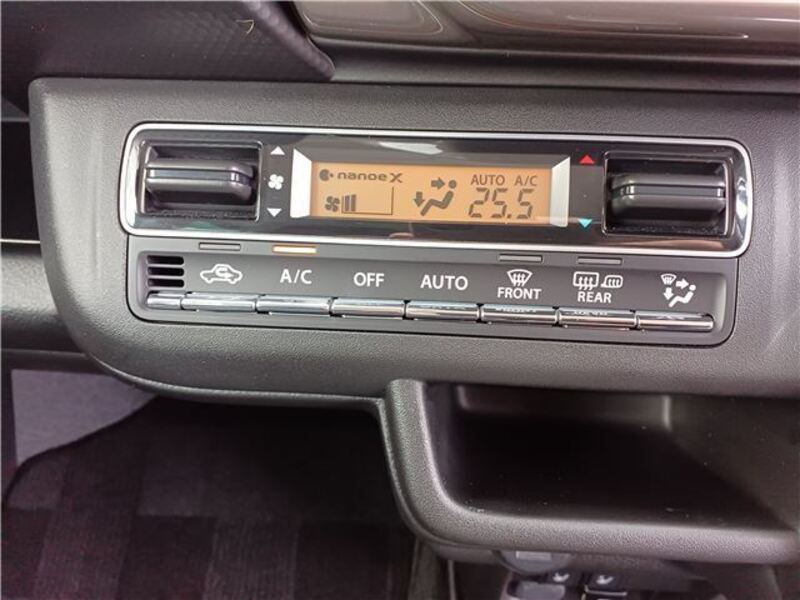 nanoe X
AUTO A/C
25.5
A/C OFF AUTO FRONT REAR